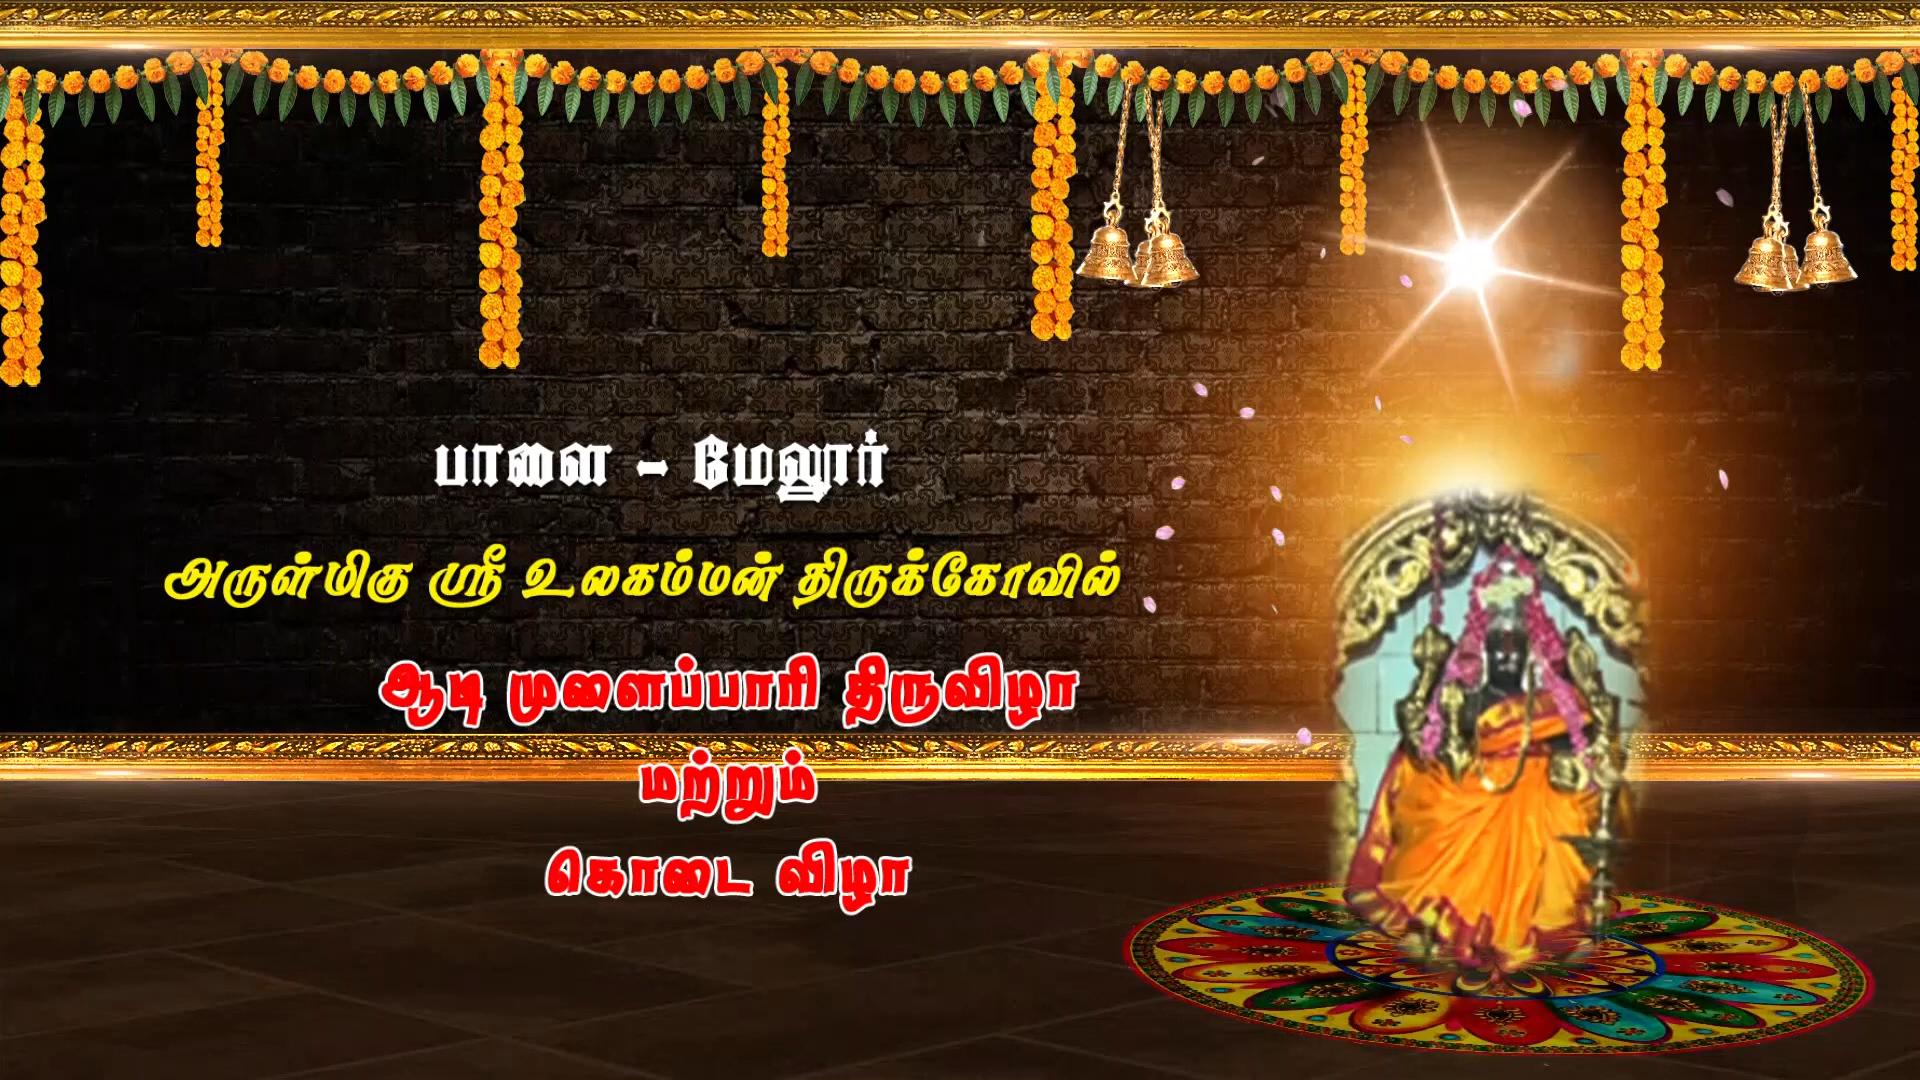 பாளை - மேலூர்
அருள்மிகு ஸ்ரீ உலகம்மன் திருக்கோவில்
ஆடி முளைப்பாரி திருவிழா
மற்றும்
கொடை விழா